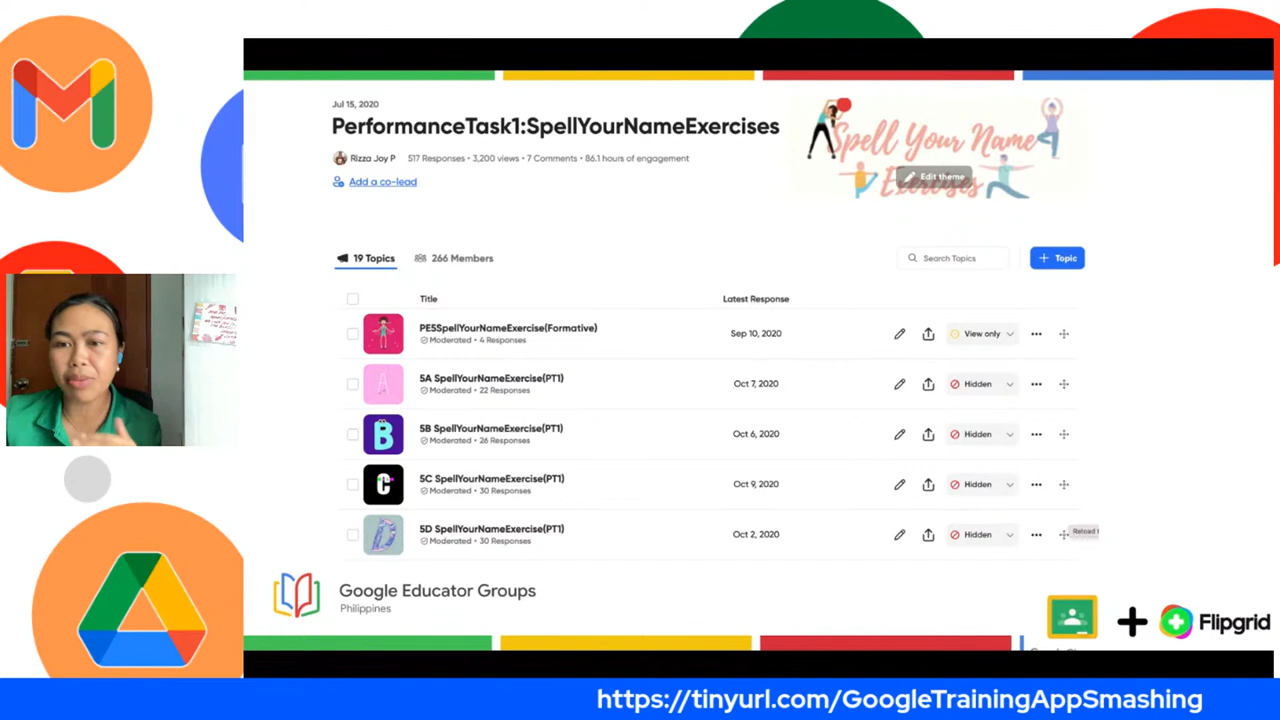 Jul 15, 2020
PerformanceTask1:SpellYourNameExercises
Rizza Joy P 517 Responses • 3,200 views • 7 Comments • 86.1 hours of engagement
Add a co-lead
Spell Your Name
Exercises
Edit theme
19 Topics 266 Members Search Topics + Topic
Title Latest Response
PE5SpellYourNameExercise(Formative) Sep 10, 2020 View only
Moderated • 4 Responses
5A SpellYourNameExercise(PT1) Oct 7, 2020 Hidden
Moderated • 22 Responses
B 5B SpellYourNameExercise(PT1) Oct 6, 2020 Hidden
Moderated • 26 Responses
C 5C SpellYourNameExercise(PT1) Oct 9, 2020 Hidden
Moderated • 30 Responses
D 5D SpellYourNameExercise(PT1) Oct 2, 2020 Hidden
Moderated • 30 Responses
Reload
Google Educator Groups
Philippines
+ Flipgrid
https://tinyurl.com/GoogleTrainingAppSmashing